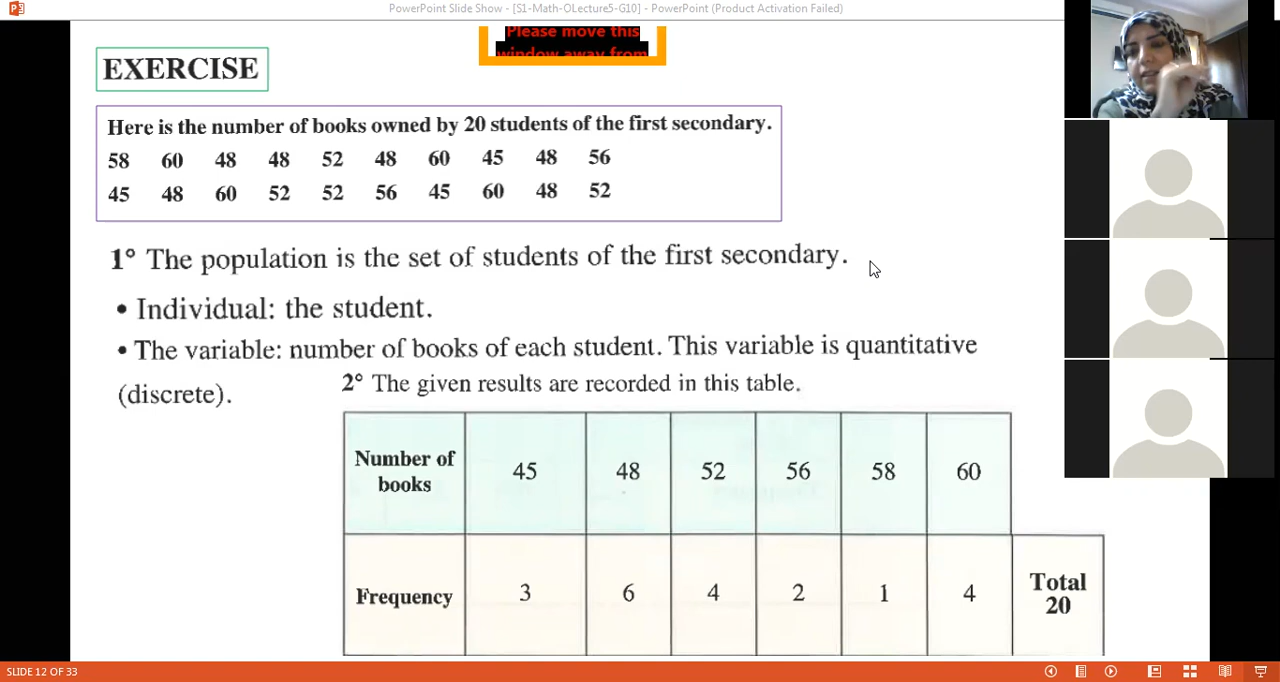 PowerPoint Slide Show - [S1-Math-OLecture5-G10] - PowerPoint (Product Activation Failed)
Please move this
window away from
EXERCISE
Here is the number of books owned by 20 students of the first secondary.
58 60 48 48 52 48 60 45 48 56
45 48 60 52 52 56 45 60 48 52
1° The population is the set of students of the first secondary.
• Individual: the student.
• The variable: number of books of each student. This variable is quantitative
(discrete).
2° The given results are recorded in this table.
Number of
books
45 48 52 56 58 60
Frequency 3 6 4 2 1 4
Total
20
SLIDE 12 OF 33